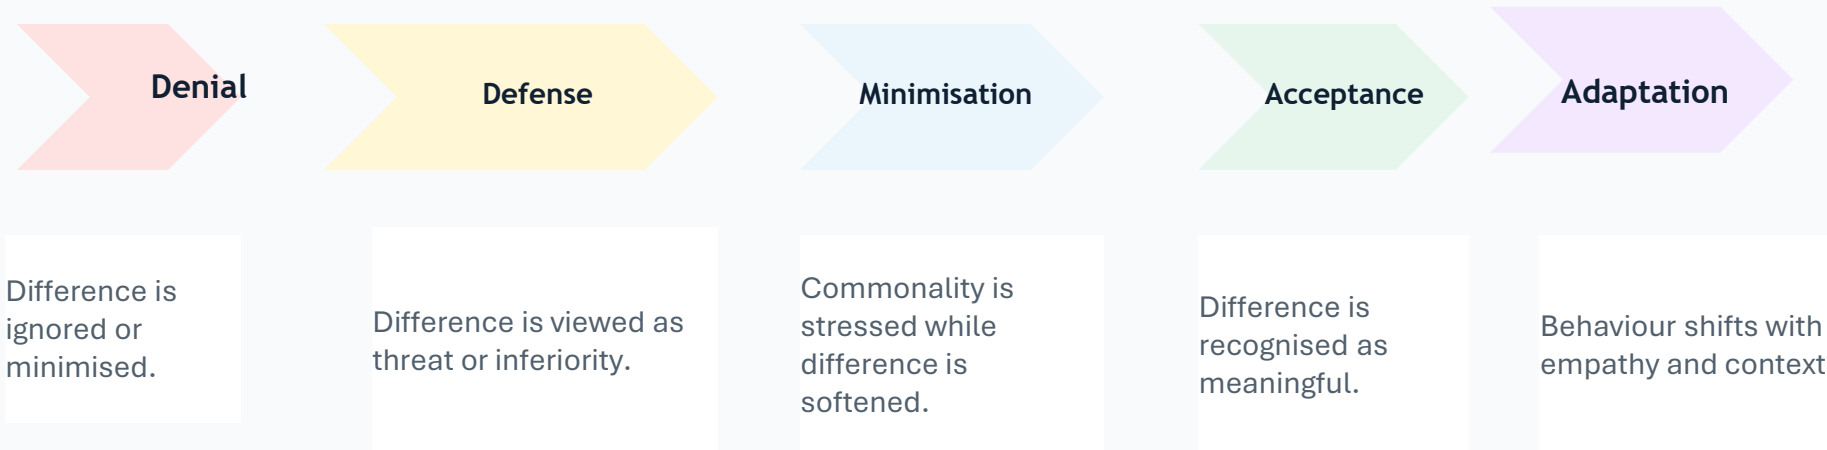 Denial
Defense
Minimisation
Acceptance
Adaptation
Difference is
ignored or
minimised.
Difference is viewed as
threat or inferiority.
Commonality is
stressed while
difference is
softened.
Difference is
recognised as
meaningful.
Behaviour shifts with
empathy and context